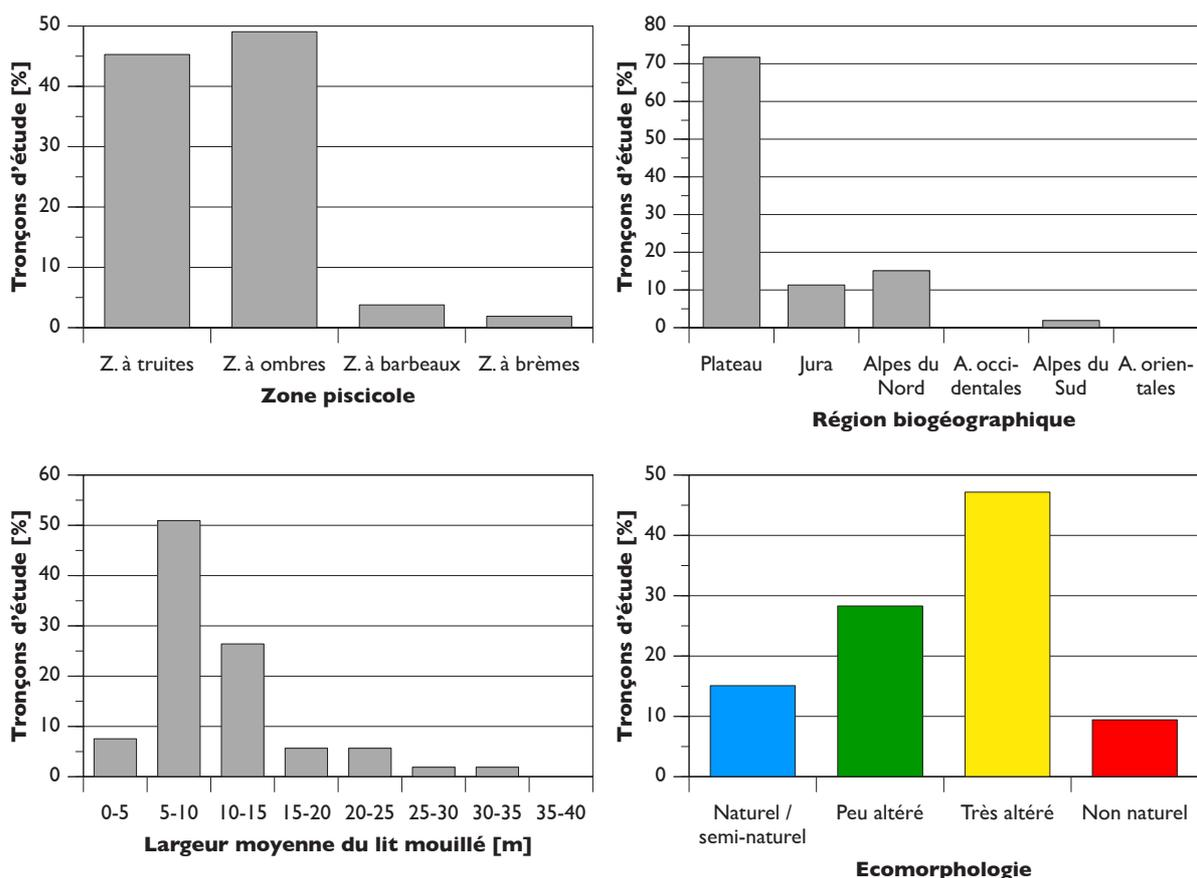 50
40
30
20
10
0
Tronçons d'étude [%]
Z. à truites
Z. à ombres
Z. à barbeaux
Z. à brèmes
Zone piscicole
80
70
60
50
40
30
20
10
0
Tronçons d'étude [%]
Plateau
Jura
Alpes du
Nord
A. occi-
dentales
Alpes du
Sud
A. orien-
tales
Région biogéographique
60
50
40
30
20
10
0
Tronçons d'étude [%]
0-5
5-10
10-15
15-20
20-25
25-30
30-35
35-40
Largeur moyenne du lit mouillé [m]
50
40
30
20
10
0
Tronçons d'étude [%]
Naturel /
semi-naturel
Peu altéré
Très altéré
Non naturel
Ecomorphologie